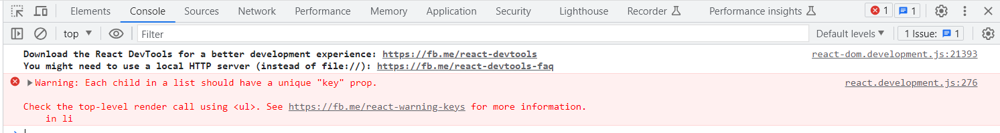 Elements Console Sources Network Performance Memory Application Security Lighthouse Recorder Performance insights 1 1
top Filter Default levels 1 Issue: 1
Download the React DevTools for a better development experience: https://fb.me/react-devtools react-dom.development.js:21393
You might need to use a local HTTP server (instead of file://): https://fb.me/react-devtools-faq
Warning: Each child in a list should have a unique "key" prop. react.development.js:276
Check the top-level render call using <ul>. See https://fb.me/react-warning-keys for more information.
in li